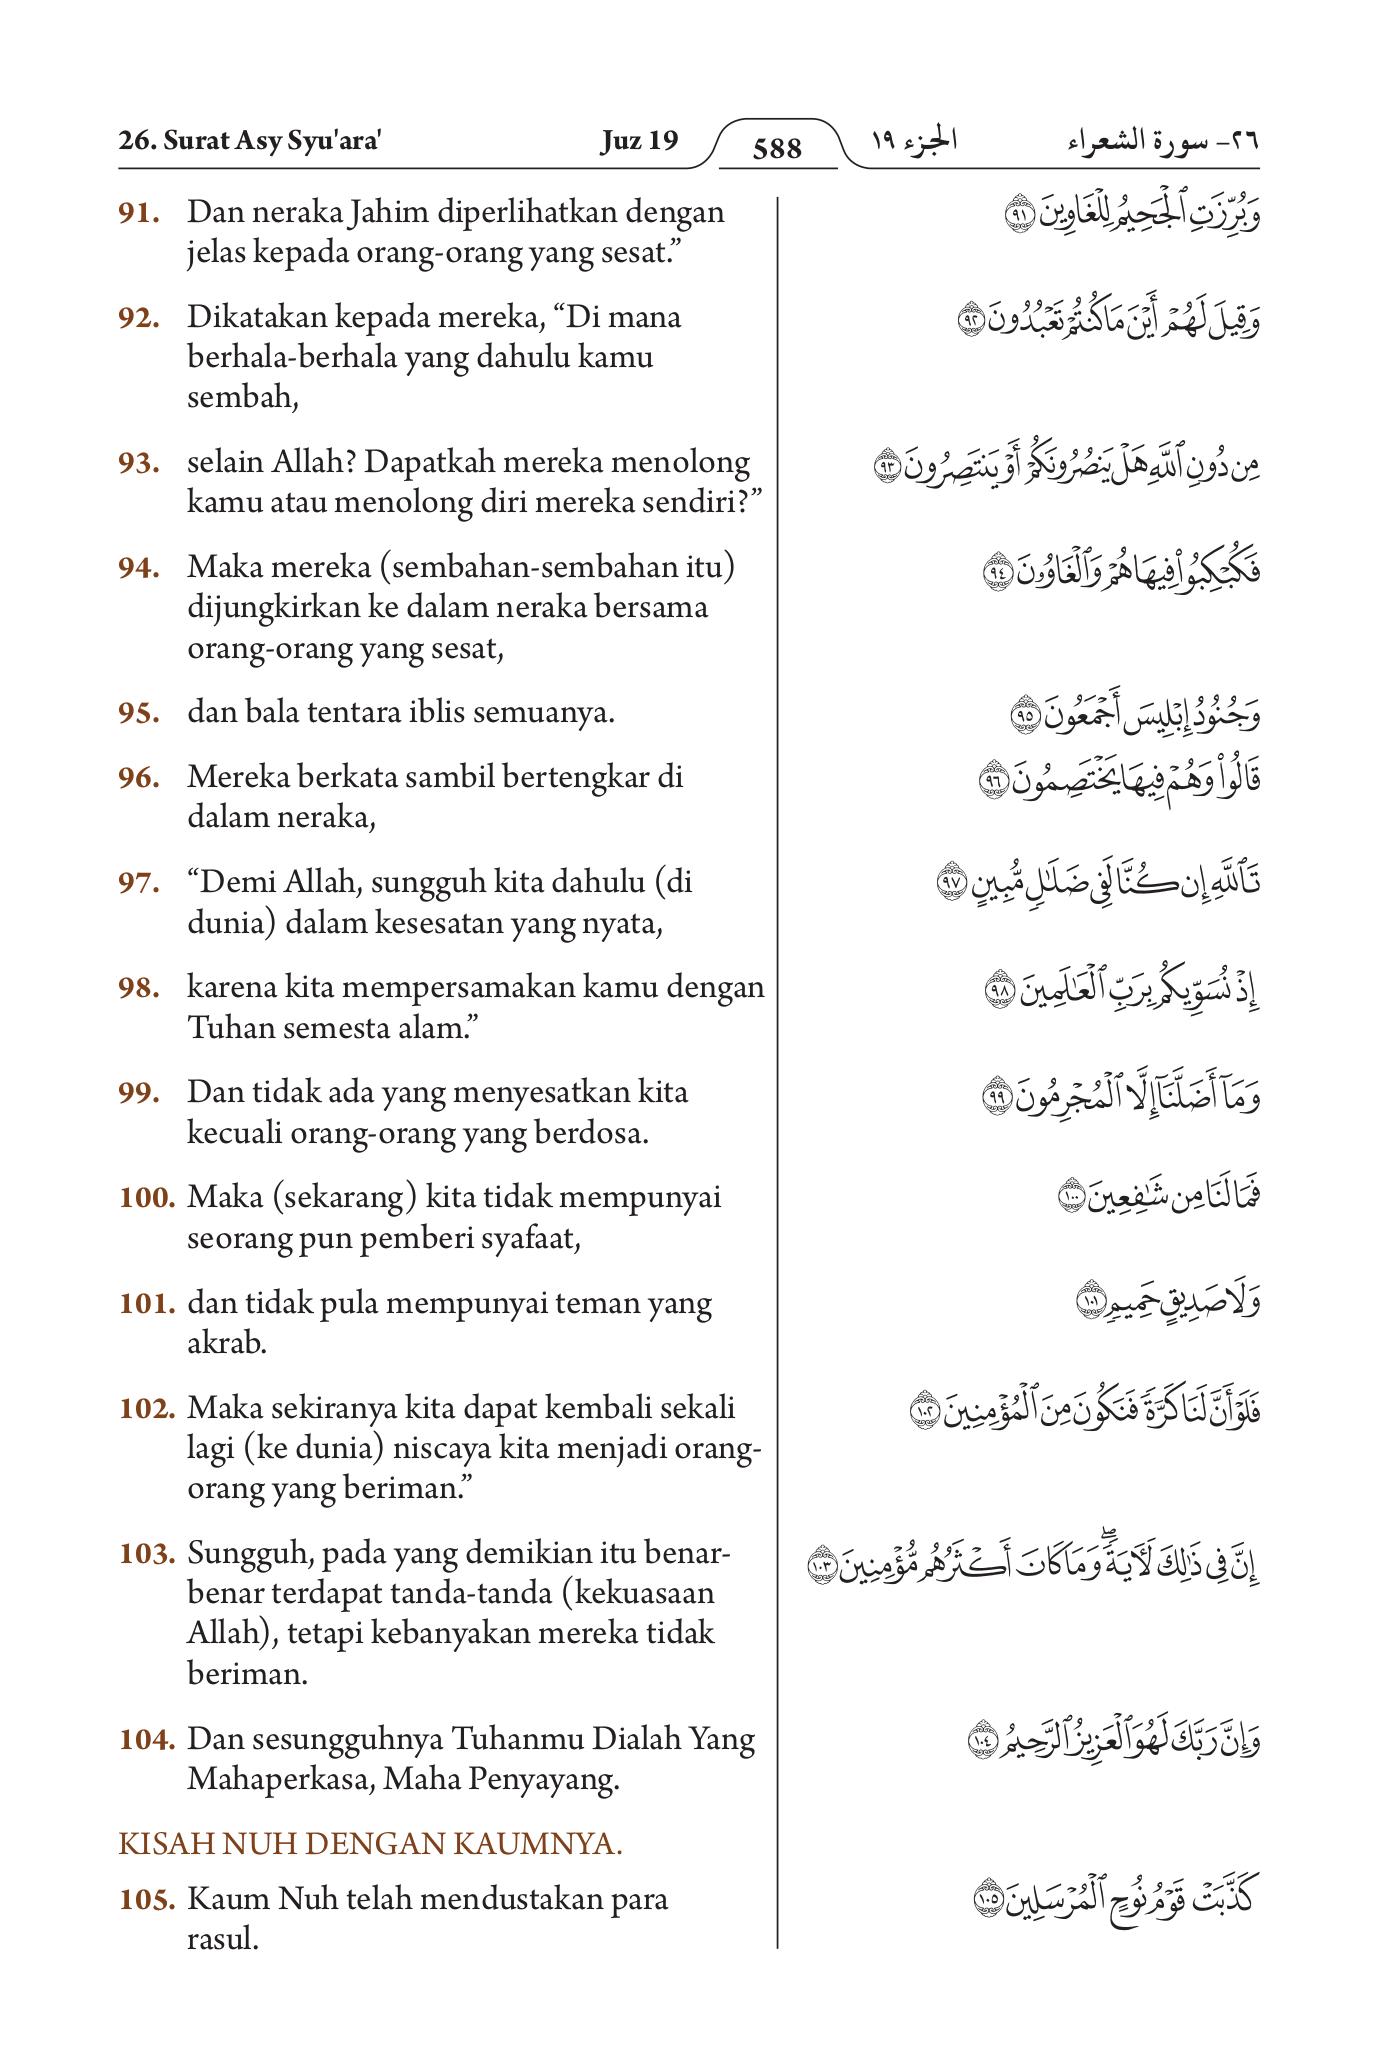 26. Surat Asy Syu'ara'
Juz 19
588
الجزء ١٩
٢٦- سورة الشعراء
91. Dan neraka Jahim diperlihatkan dengan
jelas kepada orang-orang yang sesat.”
وَبُرِّزَتِ ٱلْجَحِيمُ لِلْغَاوِينَ ٩١
92. Dikatakan kepada mereka, “Di mana
berhala-berhala yang dahulu kamu
sembah,
وَقِيلَ لَهُمْ أَيْنَ مَا كُنتُمْ تَعْبُدُونَ ٩٢
93. selain Allah? Dapatkah mereka menolong
kamu atau menolong diri mereka sendiri?”
مِن دُونِ ٱللَّهِ هَلْ يَنصُرُونَكُمْ أَوْ يَنتَصِرُونَ ٩٣
94. Maka mereka (sembahan-sembahan itu)
dijungkirkan ke dalam neraka bersama
orang-orang yang sesat,
فَكُبْكِبُوا۟ فِيهَا هُمْ وَٱلْغَاوُۥنَ ٩٤
95. dan bala tentara iblis semuanya.
وَجُنُودُ إِبْلِيسَ أَجْمَعُونَ ٩٥
96. Mereka berkata sambil bertengkar di
dalam neraka,
قَالُوا۟ وَهُمْ فِيهَا يَخْتَصِمُونَ ٩٦
97. “Demi Allah, sungguh kita dahulu (di
dunia) dalam kesesatan yang nyata,
تَٱللَّهِ إِن كُنَّا لَفِى ضَلَٰلٍ مُّبِينٍ ٩٧
98. karena kita mempersamakan kamu dengan
Tuhan semesta alam.”
إِذْ نُسَوِّيكُم بِرَبِّ ٱلْعَٰلَمِينَ ٩٨
99. Dan tidak ada yang menyesatkan kita
kecuali orang-orang yang berdosa.
وَمَآ أَضَلَّنَآ إِلَّا ٱلْمُجْرِمُونَ ٩٩
100. Maka (sekarang) kita tidak mempunyai
seorang pun pemberi syafaat,
فَمَا لَنَا مِن شَٰفِعِينَ ١٠٠
101. dan tidak pula mempunyai teman yang
akrab.
وَلَا صَدِيقٍ حَمِيمٍ ١٠١
102. Maka sekiranya kita dapat kembali sekali
lagi (ke dunia) niscaya kita menjadi orang-
orang yang beriman.”
فَلَوْ أَنَّ لَنَا كَرَّةً فَنَكُونَ مِنَ ٱلْمُؤْمِنِينَ ١٠٢
103. Sungguh, pada yang demikian itu benar-
benar terdapat tanda-tanda (kekuasaan
Allah), tetapi kebanyakan mereka tidak
beriman.
إِنَّ فِى ذَٰلِكَ لَءَايَةً ۖ وَمَا كَانَ أَكْثَرُهُم مُّؤْمِنِينَ ١٠٣
104. Dan sesungguhnya Tuhanmu Dialah Yang
Mahaperkasa, Maha Penyayang.
وَإِنَّ رَبَّكَ لَهُوَ ٱلْعَزِيزُ ٱلرَّحِيمُ ١٠٤
KISAH NUH DENGAN KAUMNYA.
105. Kaum Nuh telah mendustakan para
rasul.
كَذَّبَتْ قَوْمُ نُوحٍ ٱلْمُرْسَلِينَ ١٠٥